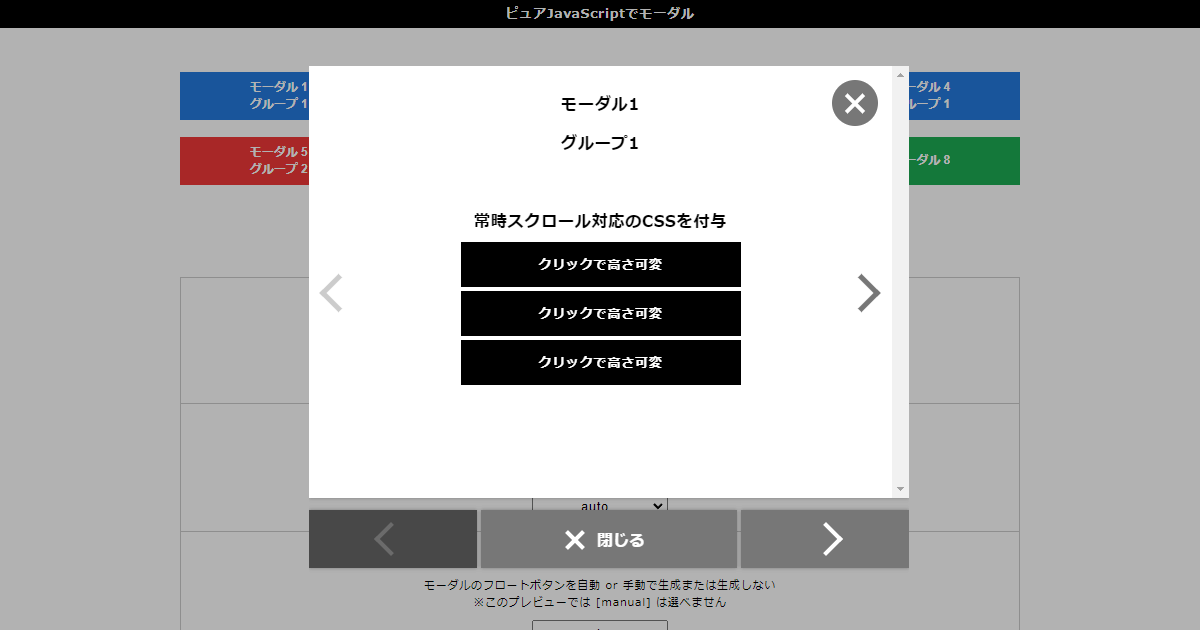 ピュアJavaScriptでモーダル
モーダル 1
グループ 1
モーダル1
グループ1
ーダル 4
ループ 1
モーダル 5
グループ 2
ーダル 8
常時スクロール対応のCSSを付与
クリックで高さ可変
クリックで高さ可変
クリックで高さ可変
auto
閉じる
モーダルのフロートボタンを自動 or 手動で生成または生成しない
※このプレビューでは [manual] は選べません